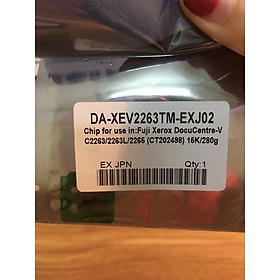 DA-XEV2263TM-EXJ02
Chip for use in:Fuji Xerox DocuCentre-V
C2263/2263L/2265 (CT202498) 15K/280g
EX JPN Qty:1